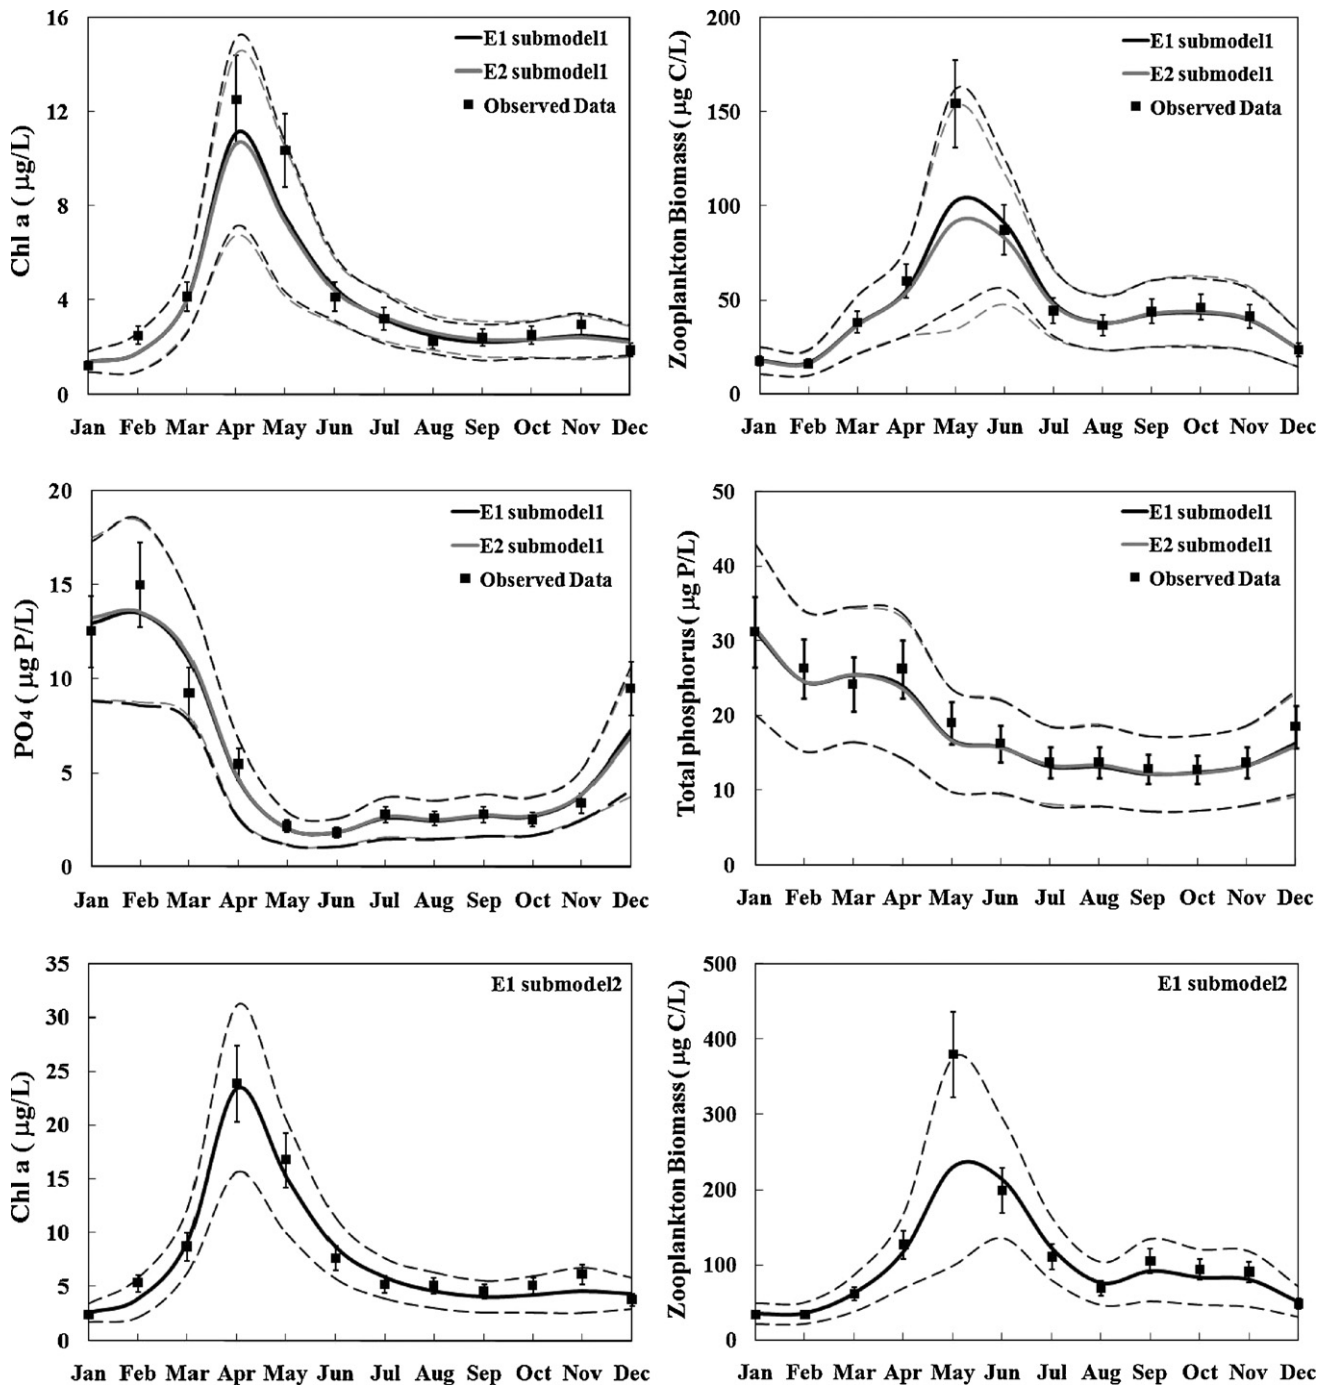 Chl a ( µg/L)
16
12
8
4
0
E1 submodel1
E2 submodel1
Observed Data
Jan Feb Mar Apr May Jun Jul Aug Sep Oct Nov Dec
Zooplankton Biomass( µg C/L)
200
150
100
50
0
E1 submodel1
E2 submodel1
Observed Data
Jan Feb Mar Apr May Jun Jul Aug Sep Oct Nov Dec
PO4 ( µg P/L)
20
15
10
5
0
E1 submodel1
E2 submodel1
Observed Data
Jan Feb Mar Apr May Jun Jul Aug Sep Oct Nov Dec
Total phosphorus( µg P/L)
50
40
30
20
10
0
E1 submodel1
E2 submodel1
Observed Data
Jan Feb Mar Apr May Jun Jul Aug Sep Oct Nov Dec
Chl a ( µg/L)
35
30
25
20
15
10
5
0
E1 submodel2
Jan Feb Mar Apr May Jun Jul Aug Sep Oct Nov Dec
Zooplankton Biomass( µg C/L)
500
400
300
200
100
0
E1 submodel2
Jan Feb Mar Apr May Jun Jul Aug Sep Oct Nov Dec